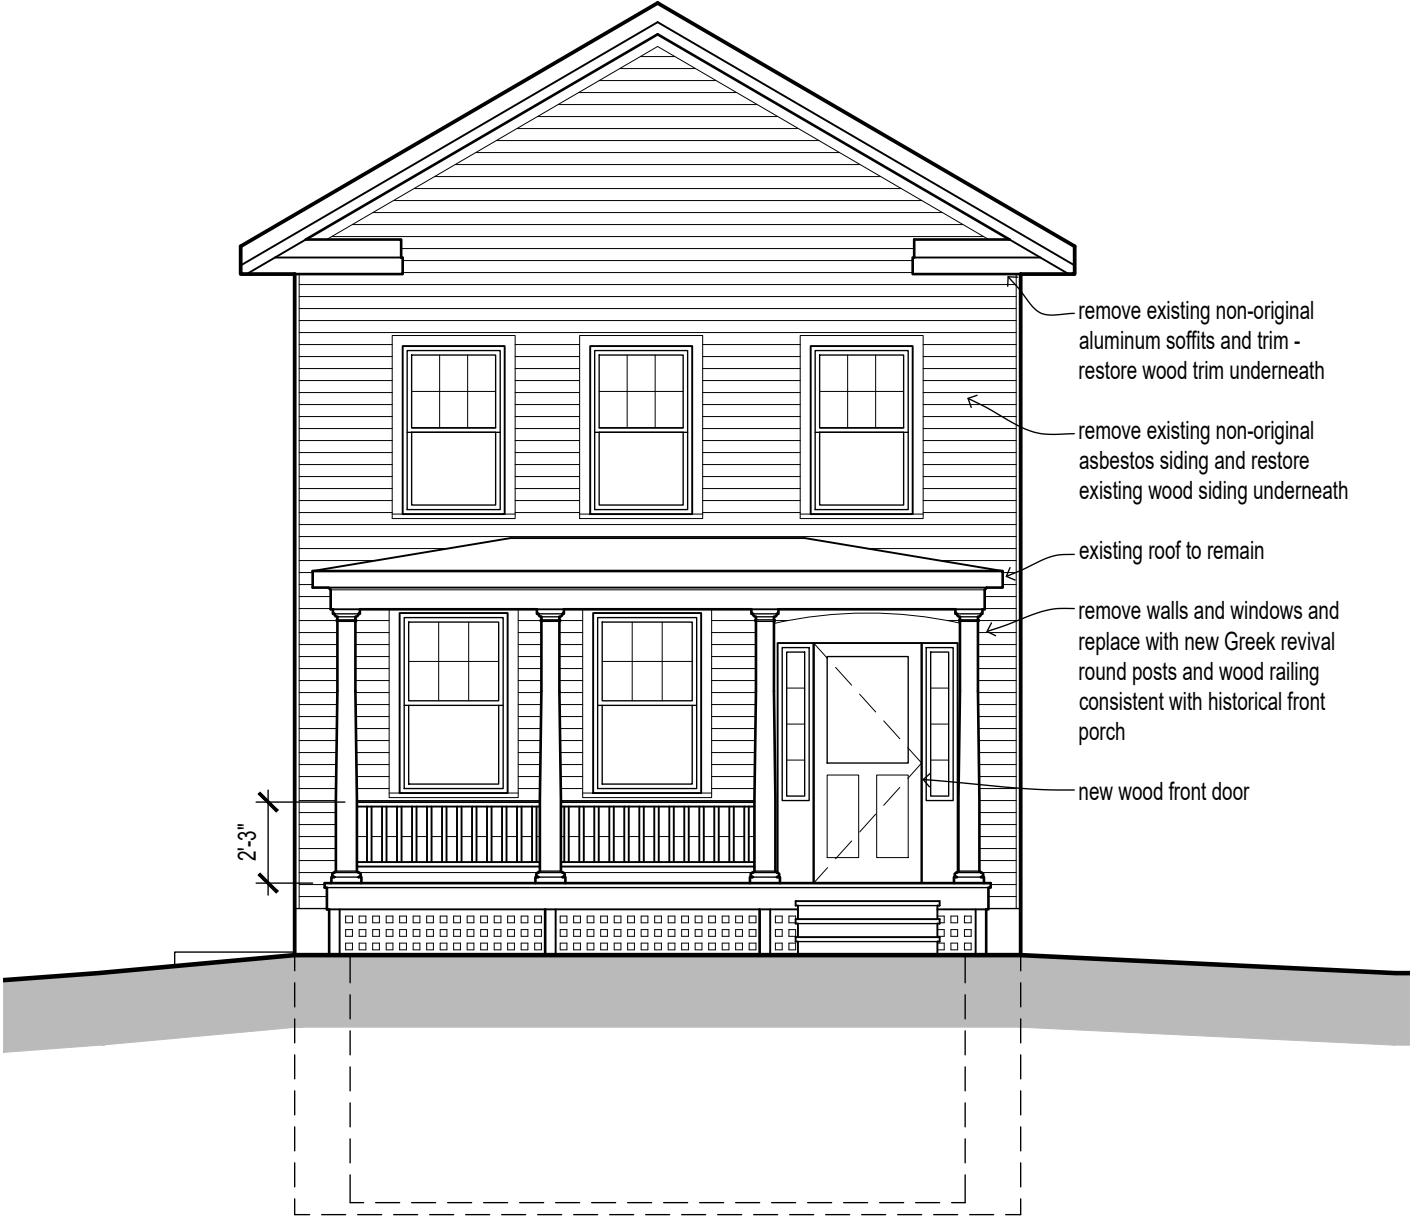 remove existing non-original
aluminum soffits and trim -
restore wood trim underneath
remove existing non-original
asbestos siding and restore
existing wood siding underneath
existing roof to remain
remove walls and windows and
replace with new Greek revival
round posts and wood railing
consistent with historical front
porch
new wood front door
2'-3"